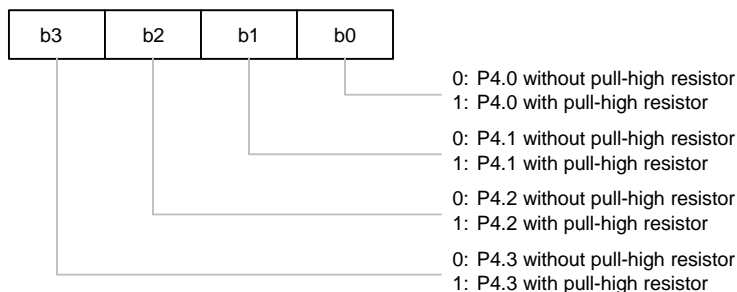 b3 b2 b1 b0
0: P4.0 without pull-high resistor
1: P4.0 with pull-high resistor
0: P4.1 without pull-high resistor
1: P4.1 with pull-high resistor
0: P4.2 without pull-high resistor
1: P4.2 with pull-high resistor
0: P4.3 without pull-high resistor
1: P4.3 with pull-high resistor